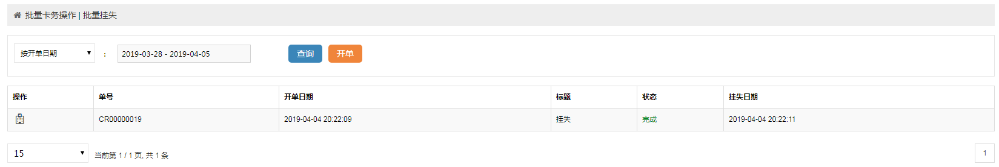 批量卡务操作 | 批量挂失
按开单日期 : 2019-03-28 - 2019-04-05 查询 开单
操作 单号 开单日期 标题 状态 挂失日期
CR00000019 2019-04-04 20:22:09 挂失 完成 2019-04-04 20:22:11
15 当前第 1 / 1 页, 共 1 条 1